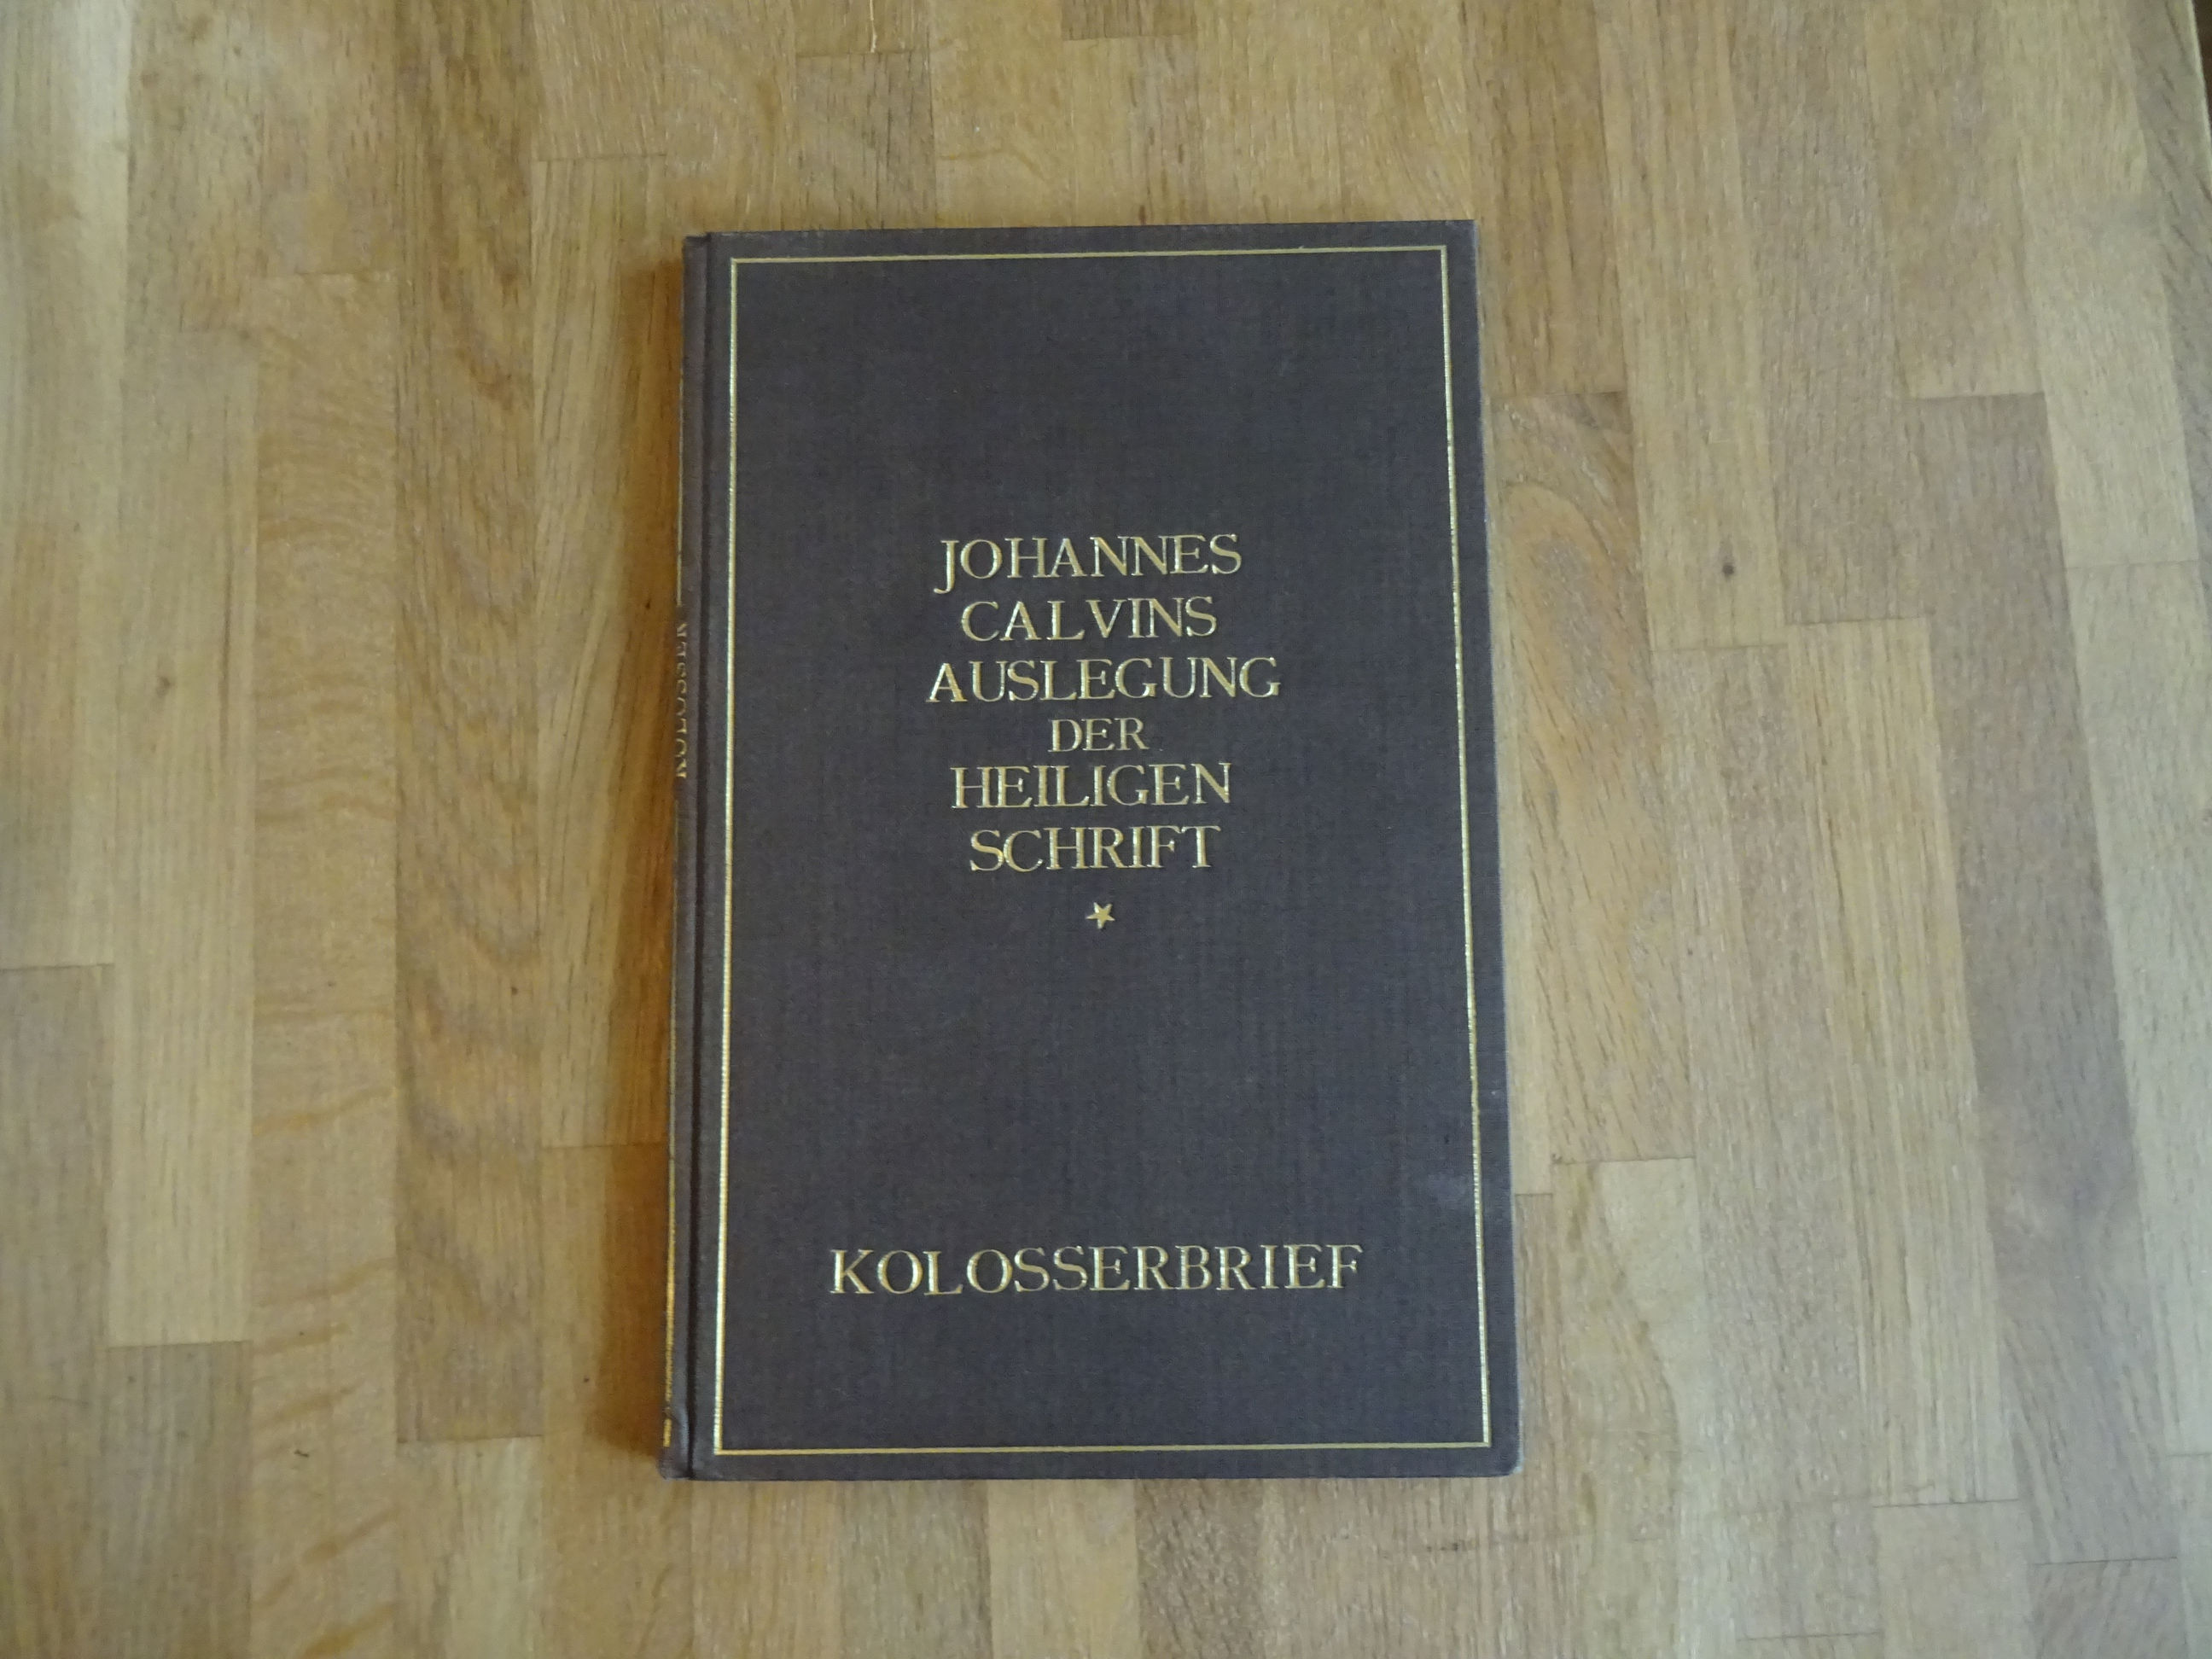 JOHANNES
CALVINS
AUSLEGUNG
DER
HEILIGEN
SCHRIFT
KOLOSSERBRIEF
KOLOSSER